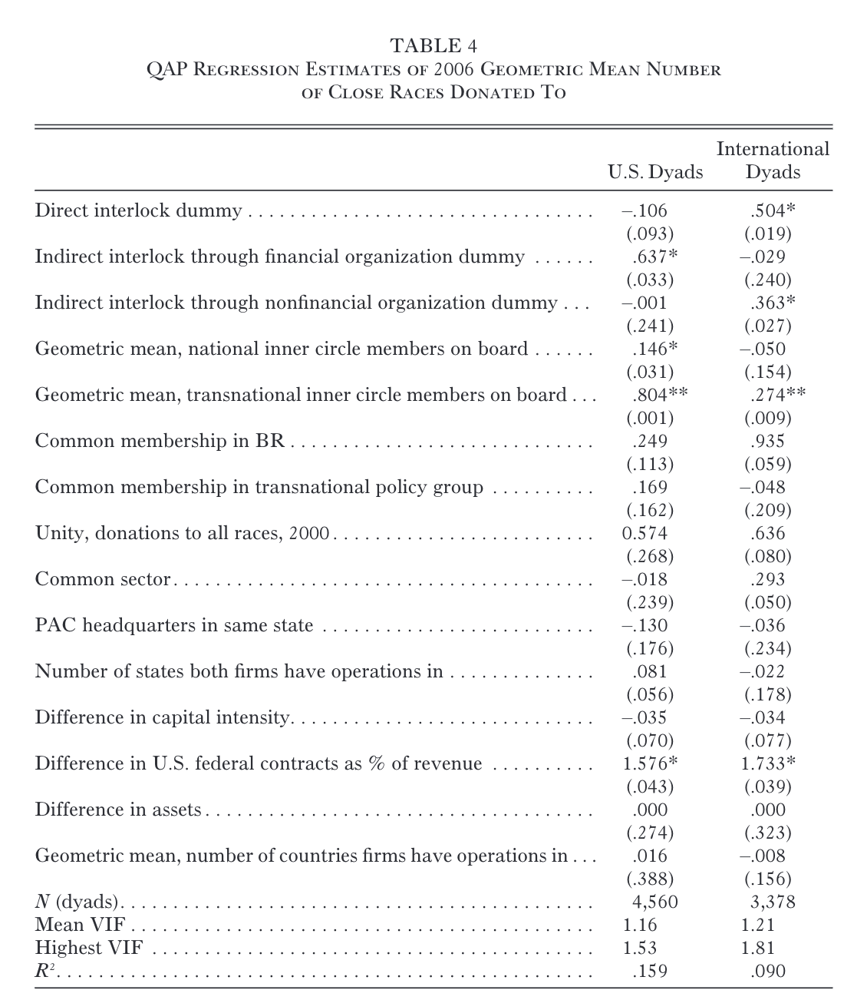 TABLE 4
QAP Regression Estimates of 2006 Geometric Mean Number
of Close Races Donated To
International
U.S. Dyads Dyads
Direct interlock dummy . . . . . . . . . . . . . . . . . . . . . . . . . . . . . . . . . –.106 .504*
(.093) (.019)
Indirect interlock through financial organization dummy . . . . . . .637* –.029
(.033) (.240)
Indirect interlock through nonfinancial organization dummy . . . –.001 .363*
(.241) (.027)
Geometric mean, national inner circle members on board . . . . . . .146* –.050
(.031) (.154)
Geometric mean, transnational inner circle members on board . . . .804** .274**
(.001) (.009)
Common membership in BR . . . . . . . . . . . . . . . . . . . . . . . . . . . . . .249 .935
(.113) (.059)
Common membership in transnational policy group . . . . . . . . . . .169 –.048
(.162) (.209)
Unity, donations to all races, 2000 . . . . . . . . . . . . . . . . . . . . . . . . . 0.574 .636
(.268) (.080)
Common sector . . . . . . . . . . . . . . . . . . . . . . . . . . . . . . . . . . . . . . . . –.018 .293
(.239) (.050)
PAC headquarters in same state . . . . . . . . . . . . . . . . . . . . . . . . . . –.130 –.036
(.176) (.234)
Number of states both firms have operations in . . . . . . . . . . . . . . .081 –.022
(.056) (.178)
Difference in capital intensity. . . . . . . . . . . . . . . . . . . . . . . . . . . . . –.035 –.034
(.070) (.077)
Difference in U.S. federal contracts as % of revenue . . . . . . . . . . 1.576* 1.733*
(.043) (.039)
Difference in assets . . . . . . . . . . . . . . . . . . . . . . . . . . . . . . . . . . . . . .000 .000
(.274) (.323)
Geometric mean, number of countries firms have operations in . . . .016 –.008
(.388) (.156)
N (dyads). . . . . . . . . . . . . . . . . . . . . . . . . . . . . . . . . . . . . . . . . . . . . 4,560 3,378
Mean VIF . . . . . . . . . . . . . . . . . . . . . . . . . . . . . . . . . . . . . . . . . . . . 1.16 1.21
Highest VIF . . . . . . . . . . . . . . . . . . . . . . . . . . . . . . . . . . . . . . . . . . 1.53 1.81
R². . . . . . . . . . . . . . . . . . . . . . . . . . . . . . . . . . . . . . . . . . . . . . . . . . . .159 .090